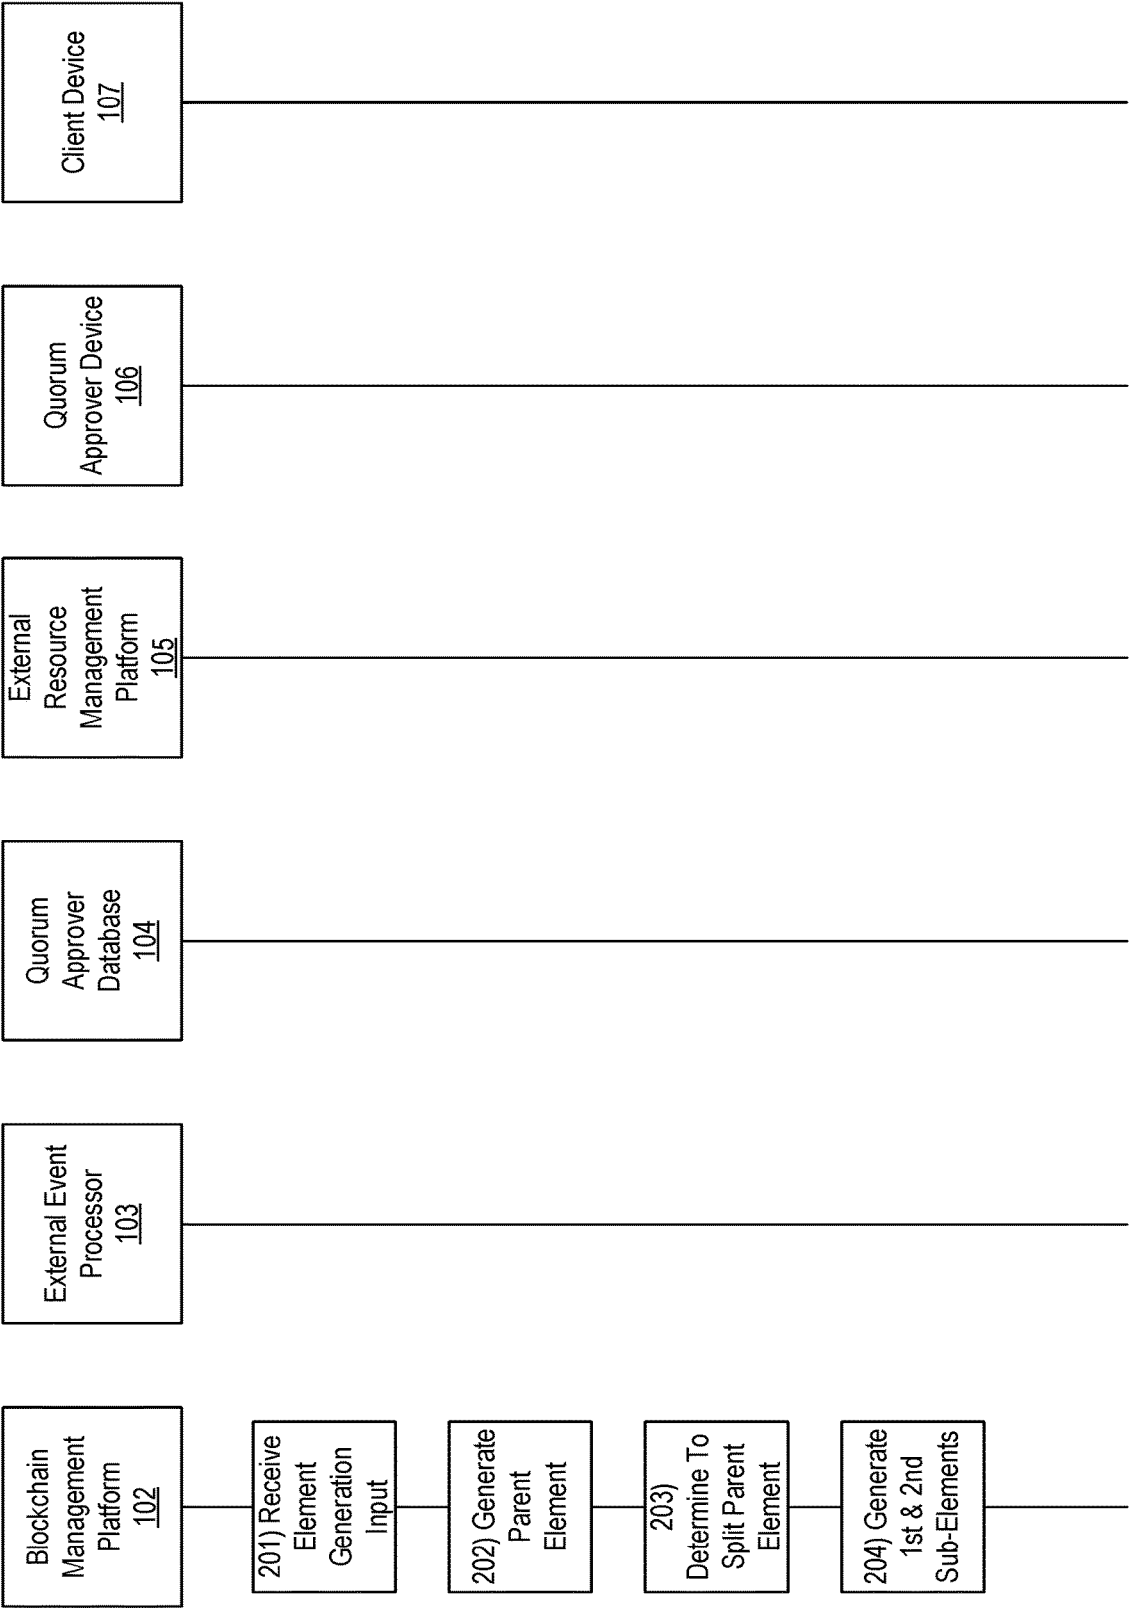 Blockchain
Management
Platform
102
External Event
Processor
103
Quorum
Approver
Database
104
External
Resource
Management
Platform
105
Quorum
Approver Device
106
Client Device
107
201) Receive
Element
Generation
Input
202) Generate
Parent
Element
203)
Determine To
Split Parent
Element
204) Generate
1st & 2nd
Sub-Elements